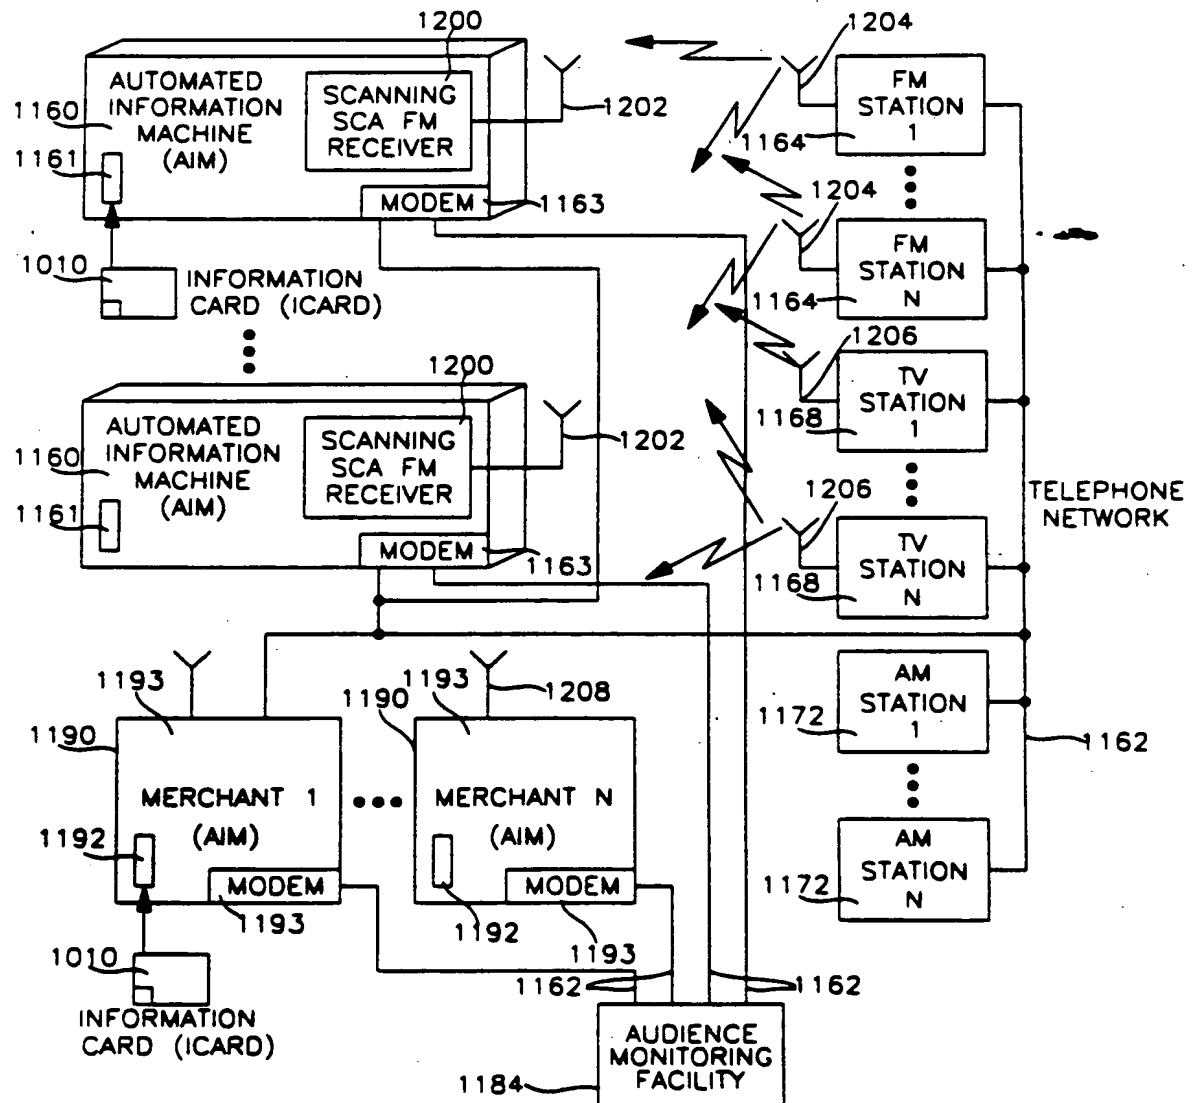 1200
1204
AUTOMATED
INFORMATION
MACHINE
(AIM)
1160
1161
SCANNING
SCA FM
RECEIVER
1202
FM
STATION
1
1164
MODEM
1163
1204
1010
INFORMATION
CARD (ICARD)
FM
STATION
N
1164
1200
1206
AUTOMATED
INFORMATION
MACHINE
(AIM)
1160
1161
SCANNING
SCA FM
RECEIVER
1202
TV
STATION
1
1168
MODEM
1163
1206
TELEPHONE
NETWORK
TV
STATION
N
1168
1193
1190
1193
1190
1208
AM
STATION
1
1172
1162
MERCHANT 1
(AIM)
MERCHANT N
(AIM)
1192
MODEM
1193
MODEM
1192
1193
AM
STATION
N
1172
1010
INFORMATION
CARD (ICARD)
1162
1162
AUDIENCE
MONITORING
FACILITY
1184